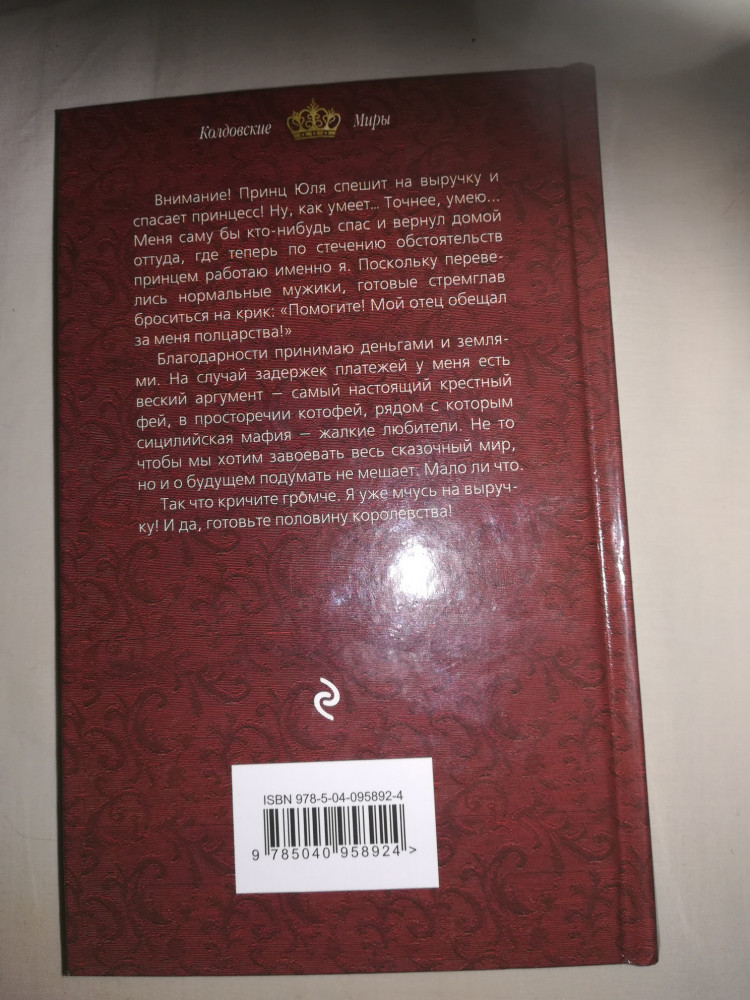 Колдовские Миры
Внимание! Принц Юля спешит на выручку и
спасает принцесс! Ну, как умеет... Точнее, умею...
Меня саму бы кто-нибудь спас и вернул домой
оттуда, где теперь по стечению обстоятельств
принцем работаю именно я. Поскольку переве-
лись нормальные мужики, готовые стремглав
броситься на крик: «Помогите! Мой отец обещал
за меня полцарства!»
Благодарности принимаю деньгами и земля-
ми. На случай задержек платежей у меня есть
веский аргумент — самый настоящий крестный
фей, в просторечии котофей, рядом с которым
сицилийская мафия — жалкие любители. Не то
чтобы мы хотим завоевать весь сказочный мир,
но и о будущем подумать не мешает. Мало ли что.
Так что кричите громче. Я уже мчусь на выруч-
ку! И да, готовьте половину королевства!
ISBN 978-5-04-095892-4
9 785040 958924 >